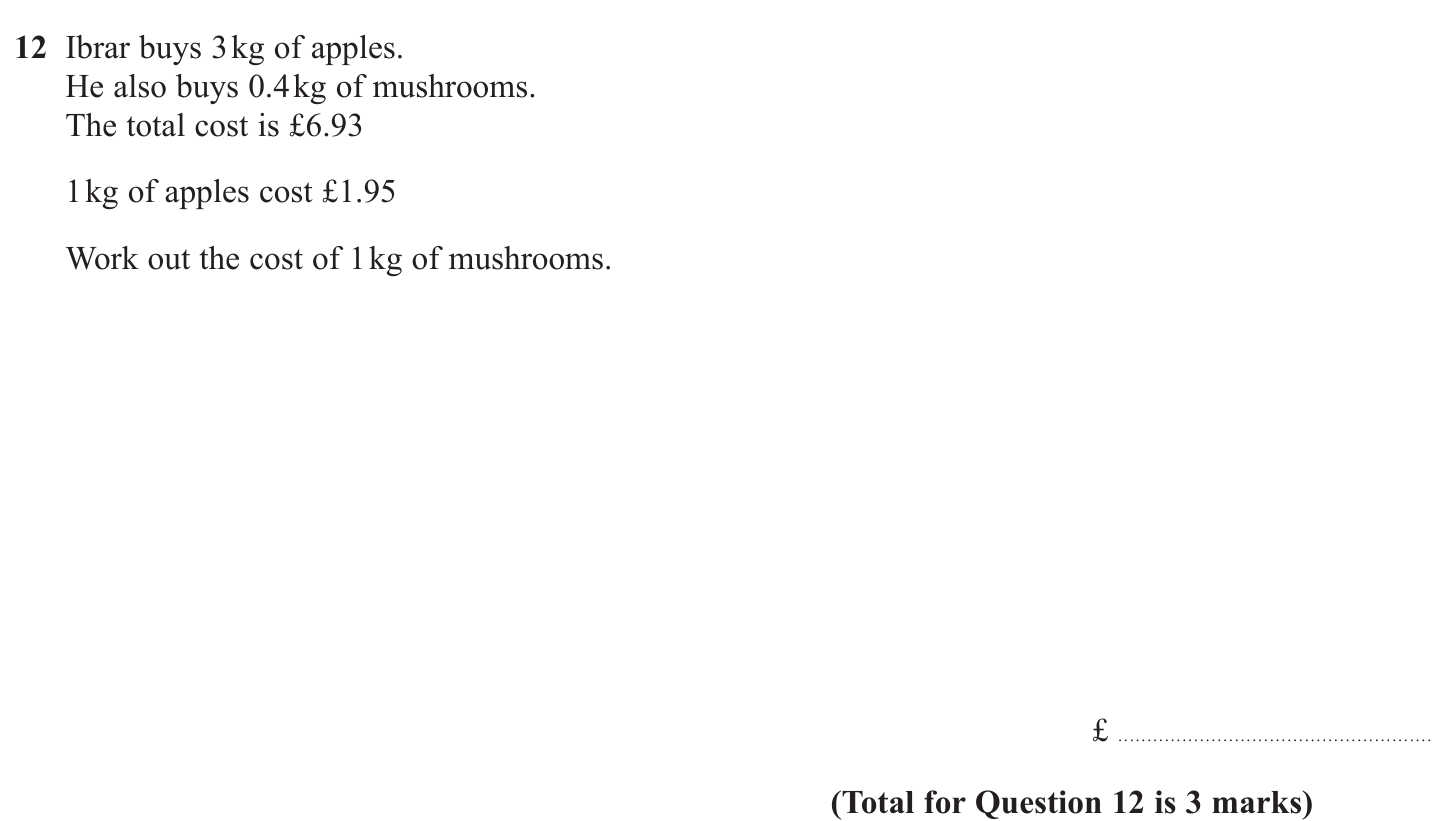 12 Ibrar buys 3 kg of apples.
He also buys 0.4 kg of mushrooms.
The total cost is £6.93
1 kg of apples cost £1.95
Work out the cost of 1 kg of mushrooms.
£ ......................................................
(Total for Question 12 is 3 marks)